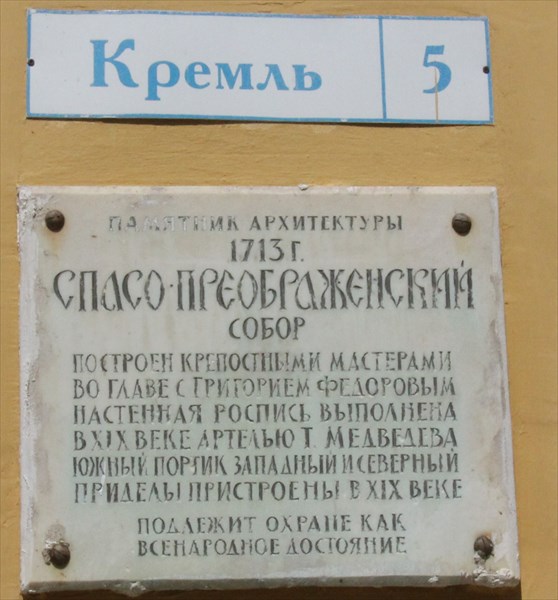 Кремль 5
ПАМЯТНИК АРХИТЕКТУРЫ
1713 Г.
СПАСО-ПРЕОБРАЖЕНСКИЙ
СОБОР
ПОСТРОЕН КРЕПОСТНЫМИ МАСТЕРАМИ
ВО ГЛАВЕ С ГРИГОРИЕМ ФЕДОРОВЫМ
НАСТЕННАЯ РОСПИСЬ ВЫПОЛНЕНА
В XIX ВЕКЕ АРТЕЛЬЮ Т. МЕДВЕДЕВА
ЮЖНЫЙ ПОРТИК ЗАПАДНЫЙ И СЕВЕРНЫЙ
ПРИДЕЛЫ ПРИСТРОЕНЫ В XIX ВЕКЕ
ПОДЛЕЖИТ ОХРАНЕ КАК
ВСЕНАРОДНОЕ ДОСТОЯНИЕ